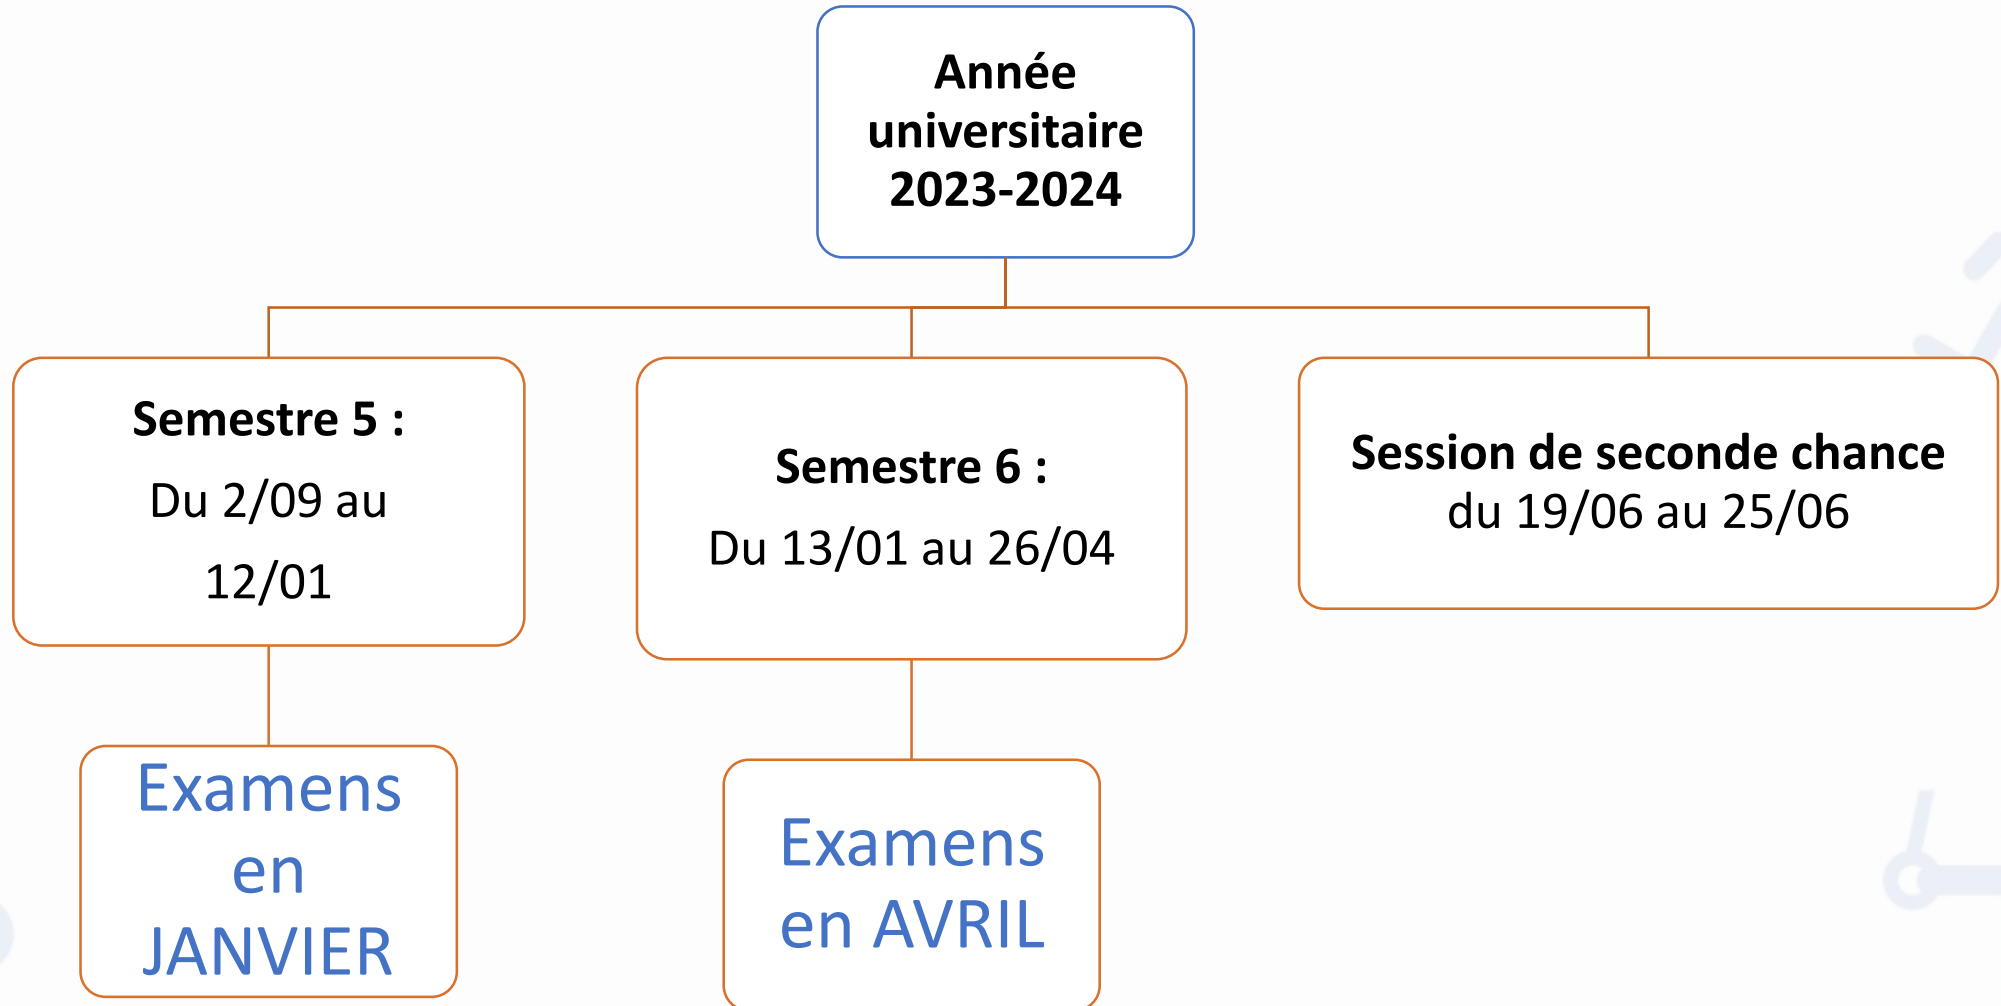 Année
universitaire
2023-2024
Semestre 5 :
Du 2/09 au
12/01
Semestre 6 :
Du 13/01 au 26/04
Session de seconde chance
du 19/06 au 25/06
Examens
en
JANVIER
Examens
en AVRIL